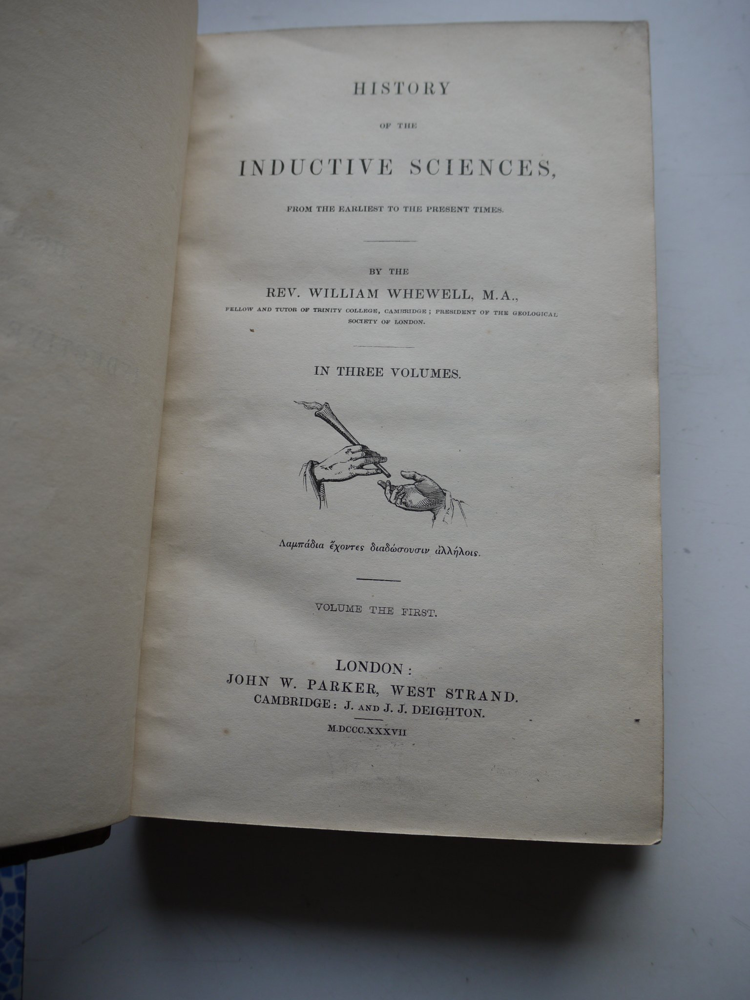 HISTORY
OF THE
INDUCTIVE SCIENCES,
FROM THE EARLIEST TO THE PRESENT TIMES.
BY THE
REV. WILLIAM WHEWELL, M.A.,
FELLOW AND TUTOR OF TRINITY COLLEGE, CAMBRIDGE; PRESIDENT OF THE GEOLOGICAL
SOCIETY OF LONDON.
IN THREE VOLUMES.
Λαμπάδια ἔχοντες διαδώσουσιν ἀλλήλοις.
VOLUME THE FIRST.
LONDON:
JOHN W. PARKER, WEST STRAND.
CAMBRIDGE: J. AND J. J. DEIGHTON.
M.DCCC.XXXVII